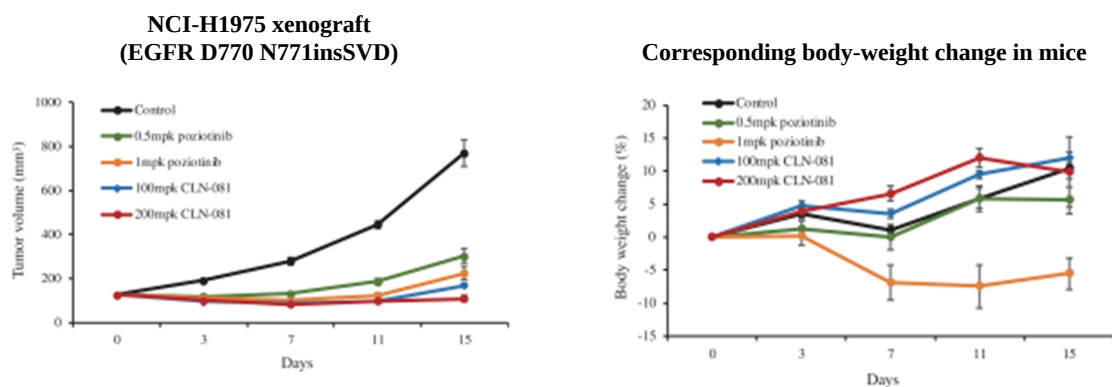 NCI-H1975 xenograft
(EGFR D770 N771insSVD)
1000
800
600
400
200
0
Tumor volume (mm³)
Control
0.5mpk poziotinib
1mpk poziotinib
100mpk CLN-081
200mpk CLN-081
0 3 7 11 15
Days
Corresponding body-weight change in mice
20
15
10
5
0
-5
-10
-15
Body weight change (%)
Control
0.5mpk poziotinib
1mpk poziotinib
100mpk CLN-081
200mpk CLN-081
0 3 7 11 15
Days